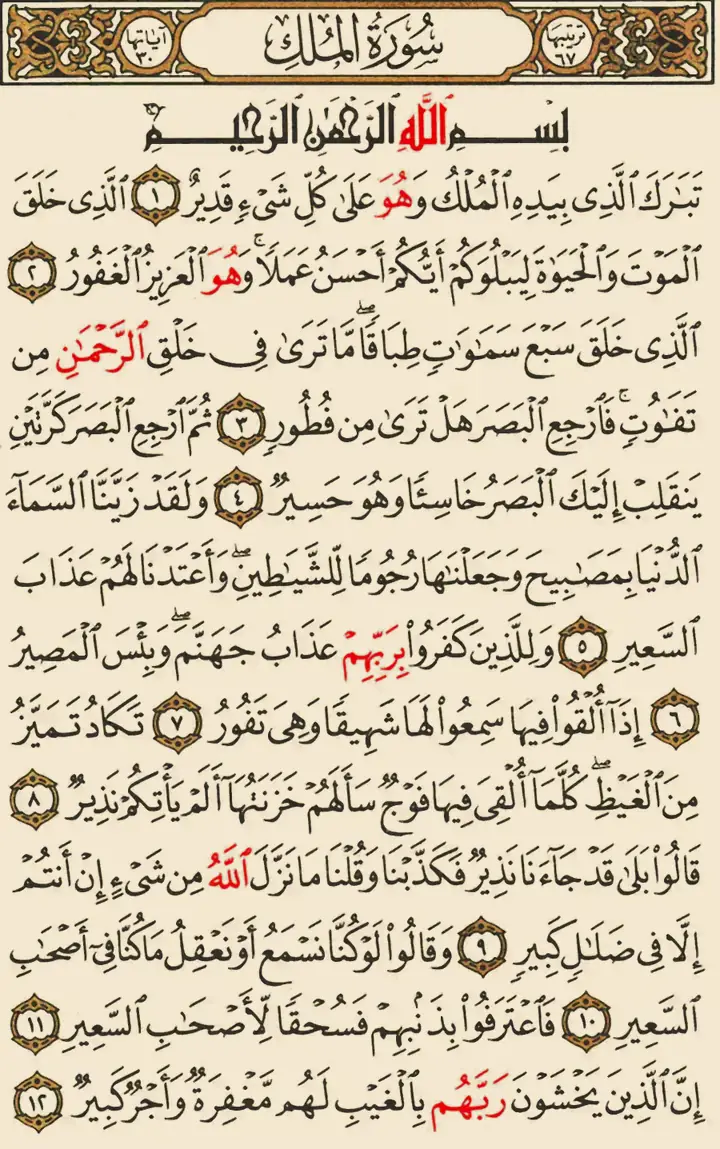 ترتيبها ٦٧ سُورَةُ المُلْكِ آياتها ٣٠
بِسْمِ ٱللَّهِ ٱلرَّحْمَٰنِ ٱلرَّحِيمِ
تَبَٰرَكَ ٱلَّذِى بِيَدِهِ ٱلْمُلْكُ وَهُوَ عَلَىٰ كُلِّ شَىْءٍ قَدِيرٌ ١ ٱلَّذِى خَلَقَ
ٱلْمَوْتَ وَٱلْحَيَوٰةَ لِيَبْلُوَكُمْ أَيُّكُمْ أَحْسَنُ عَمَلًا ۚ وَهُوَ ٱلْعَزِيزُ ٱلْغَفُورُ ٢
ٱلَّذِى خَلَقَ سَبْعَ سَمَٰوَٰتٍ طِبَاقًا ۖ مَّا تَرَىٰ فِى خَلْقِ ٱلرَّحْمَٰنِ مِن
تَفَٰوُتٍ ۚ فَٱرْجِعِ ٱلْبَصَرَ هَلْ تَرَىٰ مِن فُطُورٍ ٣ ثُمَّ ٱرْجِعِ ٱلْبَصَرَ كَرَّتَيْنِ
يَنقَلِبْ إِلَيْكَ ٱلْبَصَرُ خَاسِئًا وَهُوَ حَسِيرٌ ٤ وَلَقَدْ زَيَّنَّا ٱلسَّمَآءَ
ٱلدُّنْيَا بِمَصَٰبِيحَ وَجَعَلْنَٰهَا رُجُومًا لِّلشَّيَٰطِينِ ۖ وَأَعْتَدْنَا لَهُمْ عَذَابَ
ٱلسَّعِيرِ ٥ وَلِلَّذِينَ كَفَرُوا۟ بِرَبِّهِمْ عَذَابُ جَهَنَّمَ ۖ وَبِئْسَ ٱلْمَصِيرُ
٦ إِذَآ أُلْقُوا۟ فِيهَا سَمِعُوا۟ لَهَا شَهِيقًا وَهِىَ تَفُورُ ٧ تَكَادُ تَمَيَّزُ
مِنَ ٱلْغَيْظِ ۖ كُلَّمَآ أُلْقِىَ فِيهَا فَوْجٌ سَأَلَهُمْ خَزَنَتُهَآ أَلَمْ يَأْتِكُمْ نَذِيرٌ ٨
قَالُوا۟ بَلَىٰ قَدْ جَآءَنَا نَذِيرٌ فَكَذَّبْنَا وَقُلْنَا مَا نَزَّلَ ٱللَّهُ مِن شَىْءٍ إِنْ أَنتُمْ
إِلَّا فِى ضَلَٰلٍ كَبِيرٍ ٩ وَقَالُوا۟ لَوْ كُنَّا نَسْمَعُ أَوْ نَعْقِلُ مَا كُنَّا فِىٓ أَصْحَٰبِ
ٱلسَّعِيرِ ١٠ فَٱعْتَرَفُوا۟ بِذَنۢبِهِمْ فَسُحْقًا لِّأَصْحَٰبِ ٱلسَّعِيرِ ١١
إِنَّ ٱلَّذِينَ يَخْشَوْنَ رَبَّهُم بِٱلْغَيْبِ لَهُم مَّغْفِرَةٌ وَأَجْرٌ كَبِيرٌ ١٢